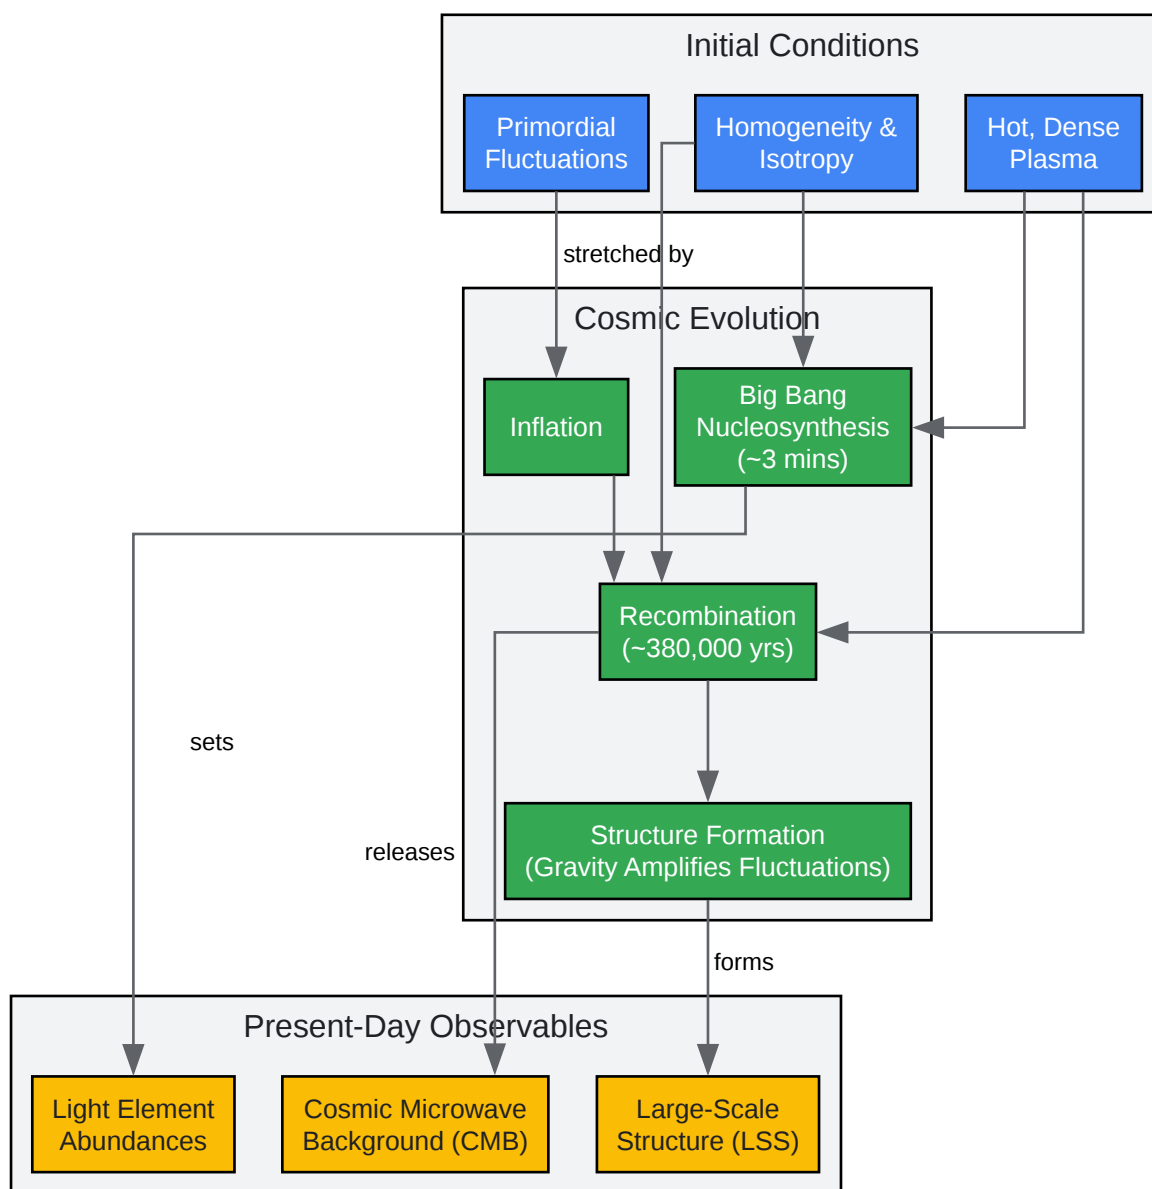 Initial Conditions
Primordial
Fluctuations
Homogeneity &
Isotropy
Hot, Dense
Plasma
stretched by
Cosmic Evolution
Inflation
Big Bang
Nucleosynthesis
(~3 mins)
Recombination
(~380,000 yrs)
sets
Structure Formation
(Gravity Amplifies Fluctuations)
releases
forms
Present-Day Observables
Light Element
Abundances
Cosmic Microwave
Background (CMB)
Large-Scale
Structure (LSS)